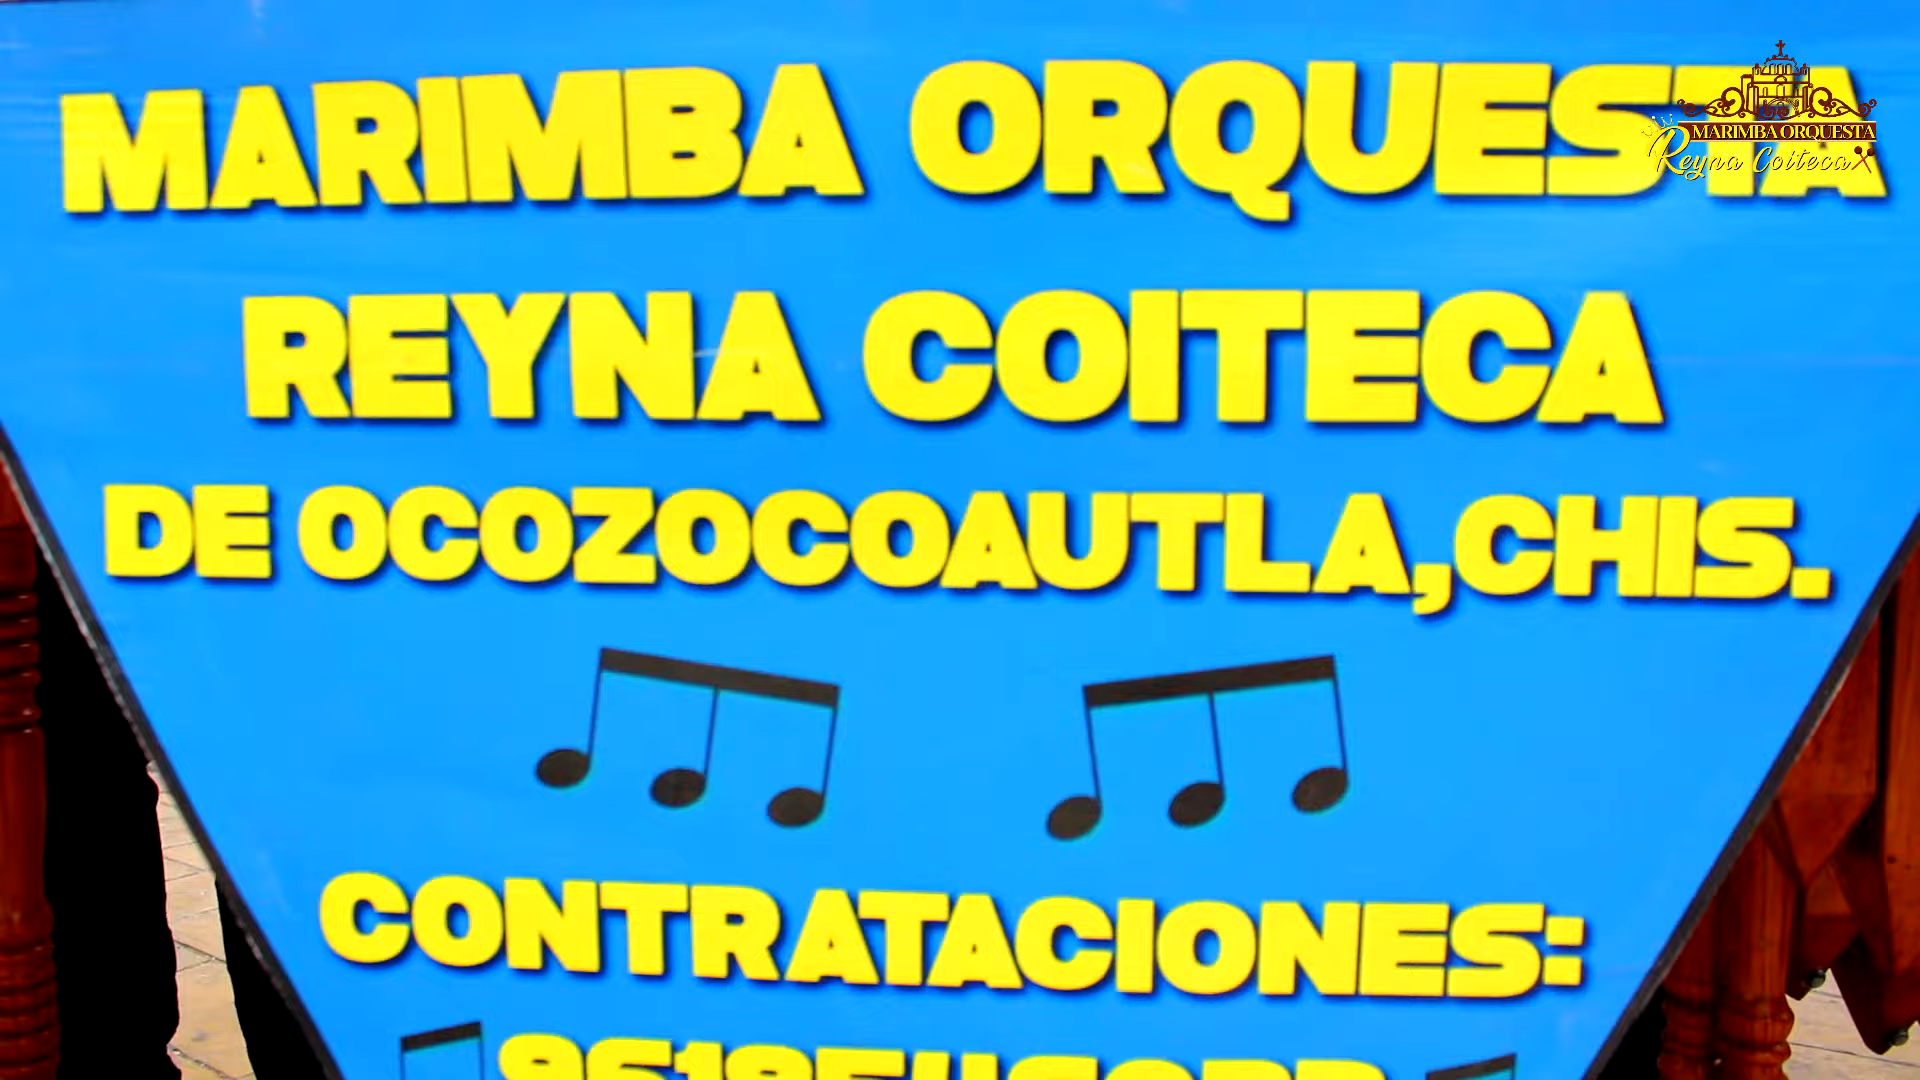 MARIMBA ORQUESTA
REYNA COITECA
DE OCOZOCOAUTLA,CHIS.
CONTRATACIONES:
MARIMBA ORQUESTA
Reyna Coiteca